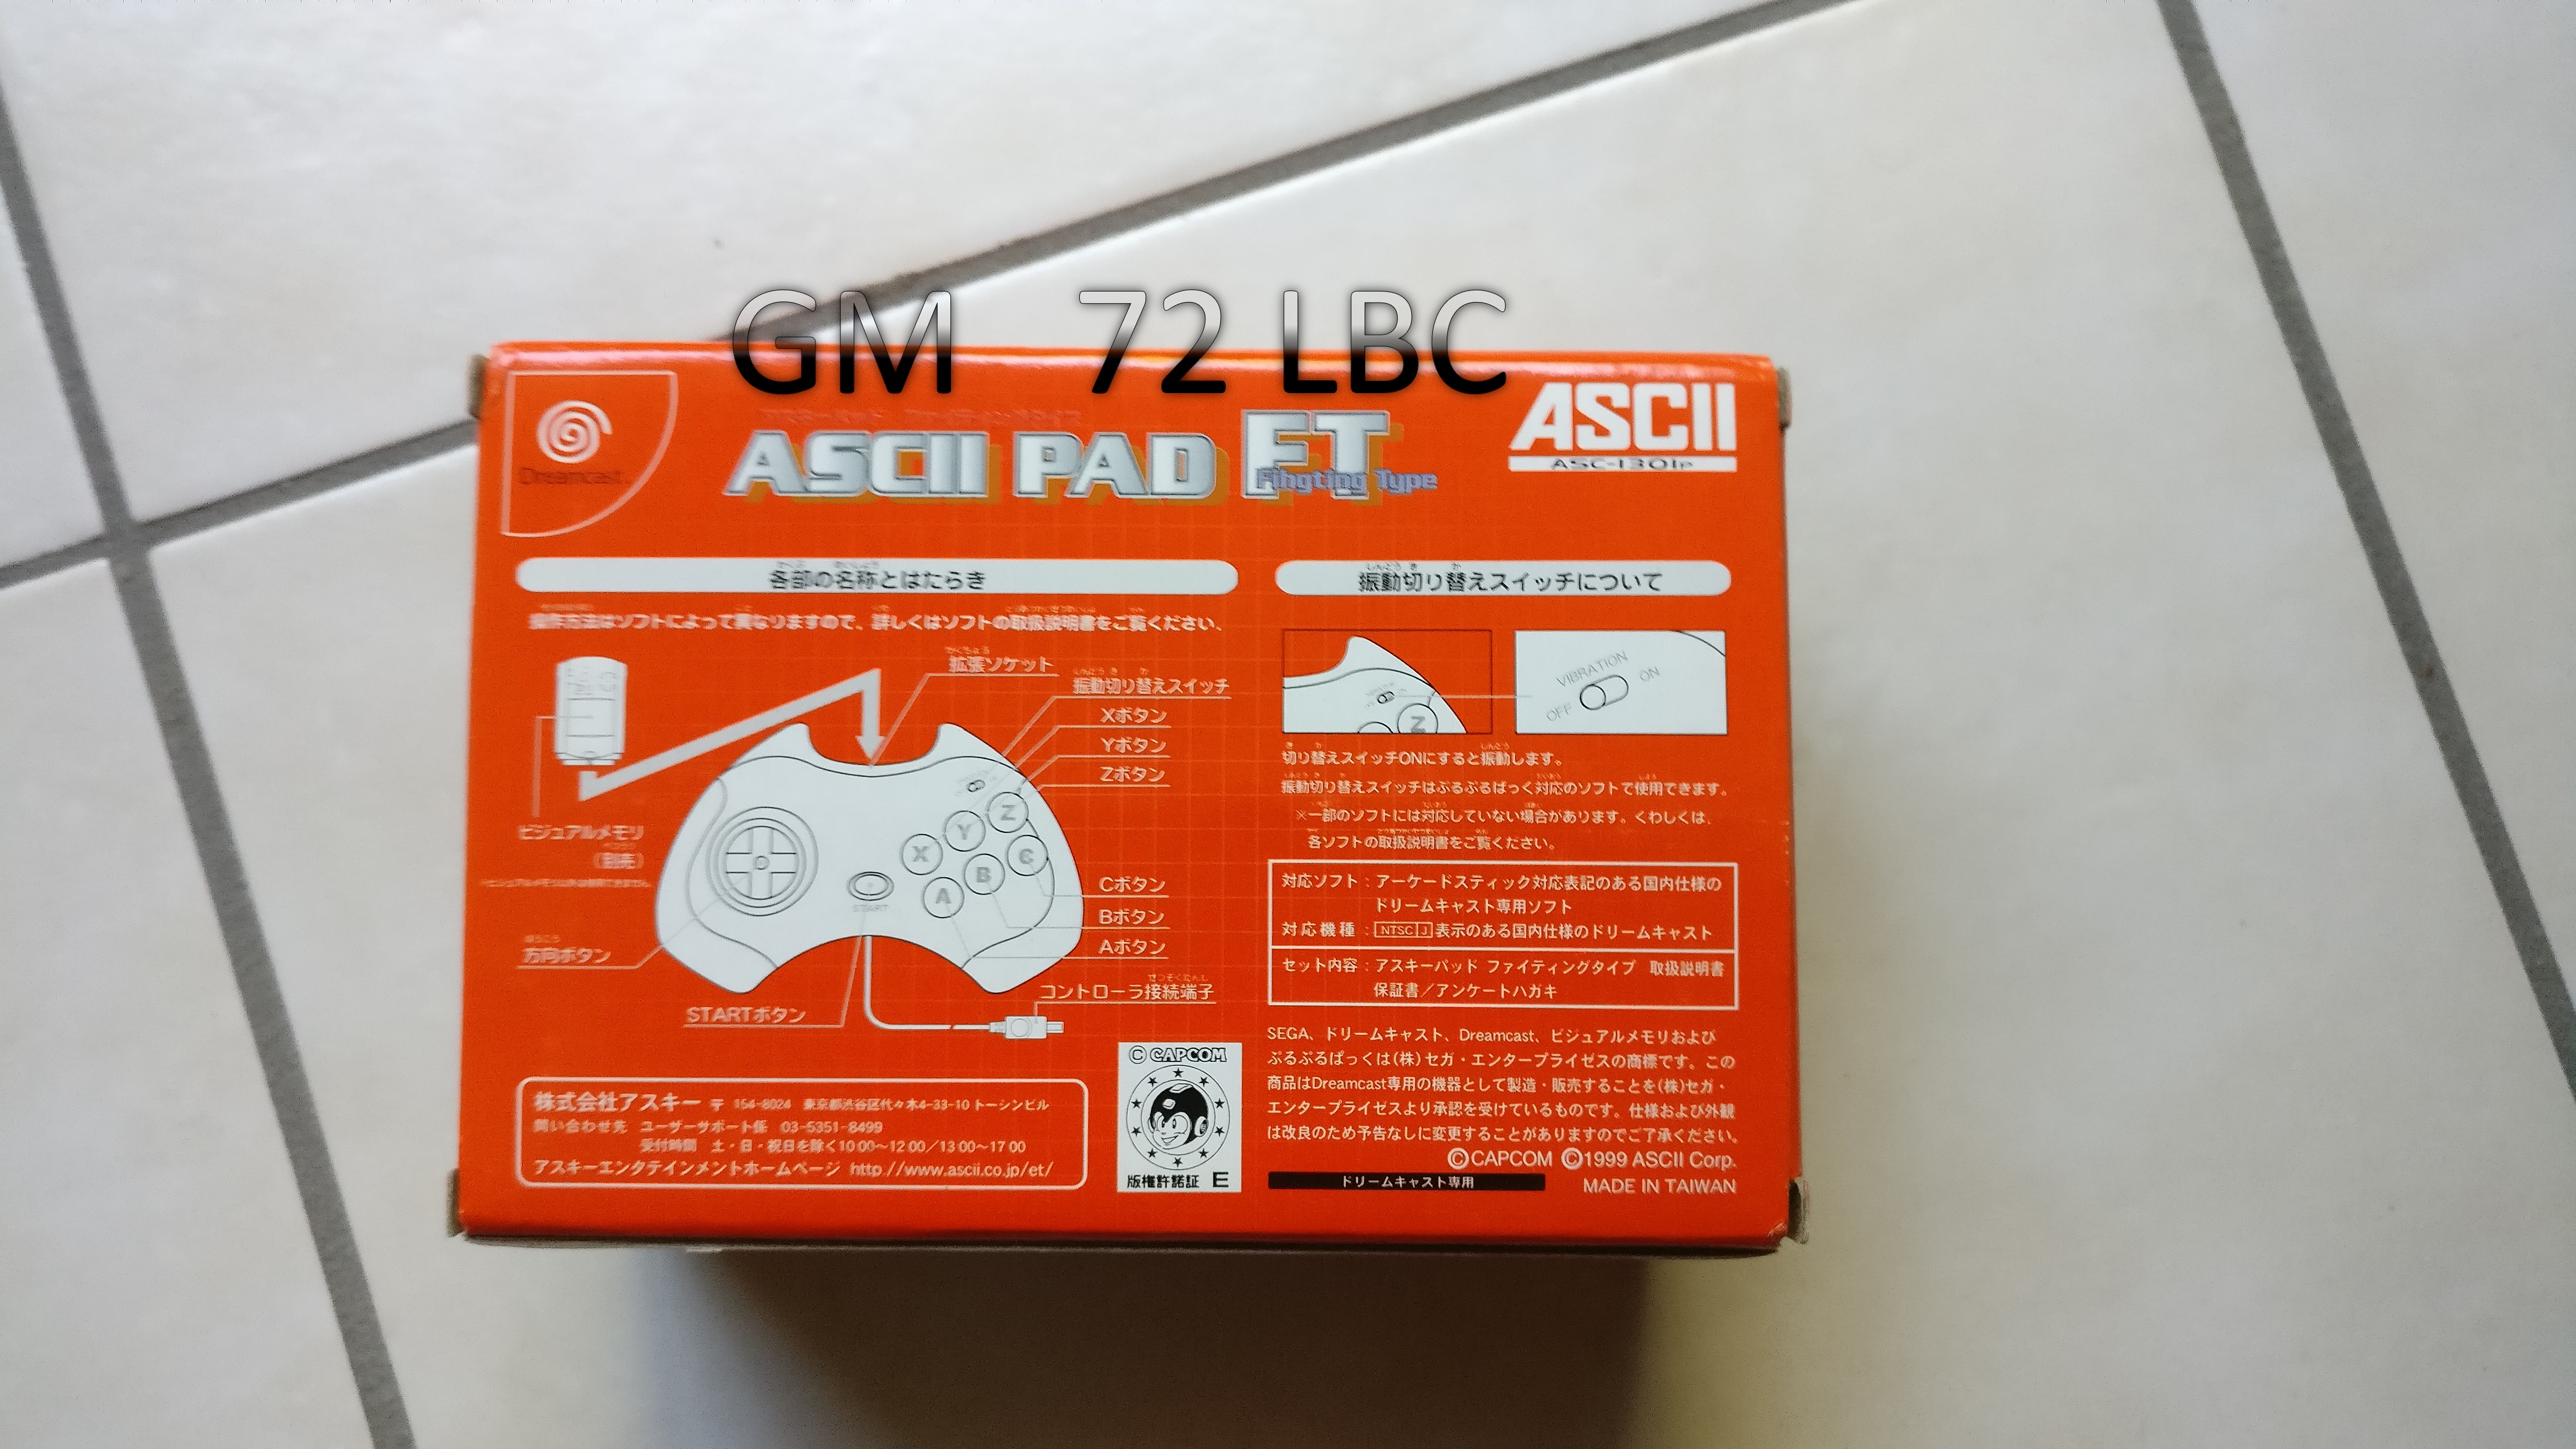 GM 72 LBC
Dreamcast
ASCII PAD FT
Fihgting Type
ASCII
ASC-1301P
各部の名称とはたらき
操作方法はソフトによって異なりますので、詳しくはソフトの取扱説明書をご覧ください。
拡張ソケット
振動切り替えスイッチ
Xボタン
Yボタン
Zボタン
ビジュアルメモリ
(別売)
X
Y
Z
A
B
C
START
Cボタン
Bボタン
Aボタン
方向ボタン
コントローラ接続端子
STARTボタン
株式会社アスキー 〒 154-8024 東京都渋谷区代々木4-33-10 トーシンビル
問い合わせ先 ユーザーサポート係 03-5351-8499
受付時間 土・日・祝日を除く10:00〜12:00/13:00〜17:00
アスキーエンタテインメントホームページ http://www.ascii.co.jp/et/
©CAPCOM
版権許諾証 E
振動切り替えスイッチについて
Z
VIBRATION
OFF
ON
切り替えスイッチONにすると振動します。
振動切り替えスイッチはぷるぷるぱっく対応のソフトで使用できます。
※一部のソフトには対応していない場合があります。くわしくは、
各ソフトの取扱説明書をご覧ください。
対応ソフト:アーケードスティック対応表記のある国内仕様の
ドリームキャスト専用ソフト
対応機種:NTSC J 表示のある国内仕様のドリームキャスト
セット内容:アスキーパッド ファイティングタイプ 取扱説明書
保証書/アンケートハガキ
SEGA、ドリームキャスト、Dreamcast、ビジュアルメモリおよび
ぷるぷるぱっくは(株)セガ・エンタープライゼスの商標です。この
商品はDreamcast専用の機器として製造・販売することを(株)セガ・
エンタープライゼスより承認を受けているものです。仕様および外観
は改良のため予告なしに変更することがありますのでご了承ください。
©CAPCOM ©1999 ASCII Corp.
ドリームキャスト専用
MADE IN TAIWAN